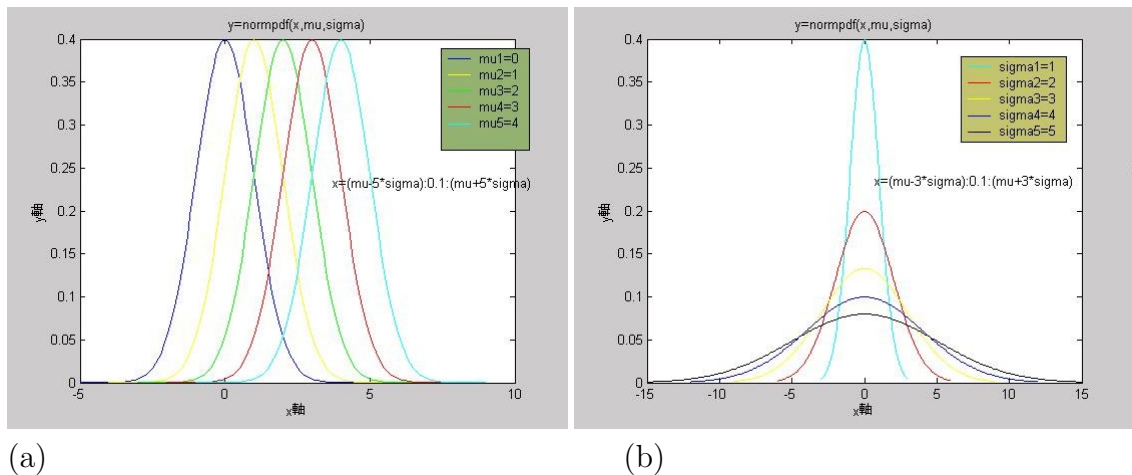 y=normpdf(x,mu,sigma)
0.4
0.35
0.3
0.25
0.2
0.15
0.1
0.05
0
y軸
mu1=0
mu2=1
mu3=2
mu4=3
mu5=4
x=(mu-5*sigma):0.1:(mu+5*sigma)
-5
0
5
10
x軸
(a)
y=normpdf(x,mu,sigma)
0.4
0.35
0.3
0.25
0.2
0.15
0.1
0.05
0
y軸
sigma1=1
sigma2=2
sigma3=3
sigma4=4
sigma5=5
x=(mu-3*sigma):0.1:(mu+3*sigma)
-15
-10
-5
0
5
10
15
x軸
(b)